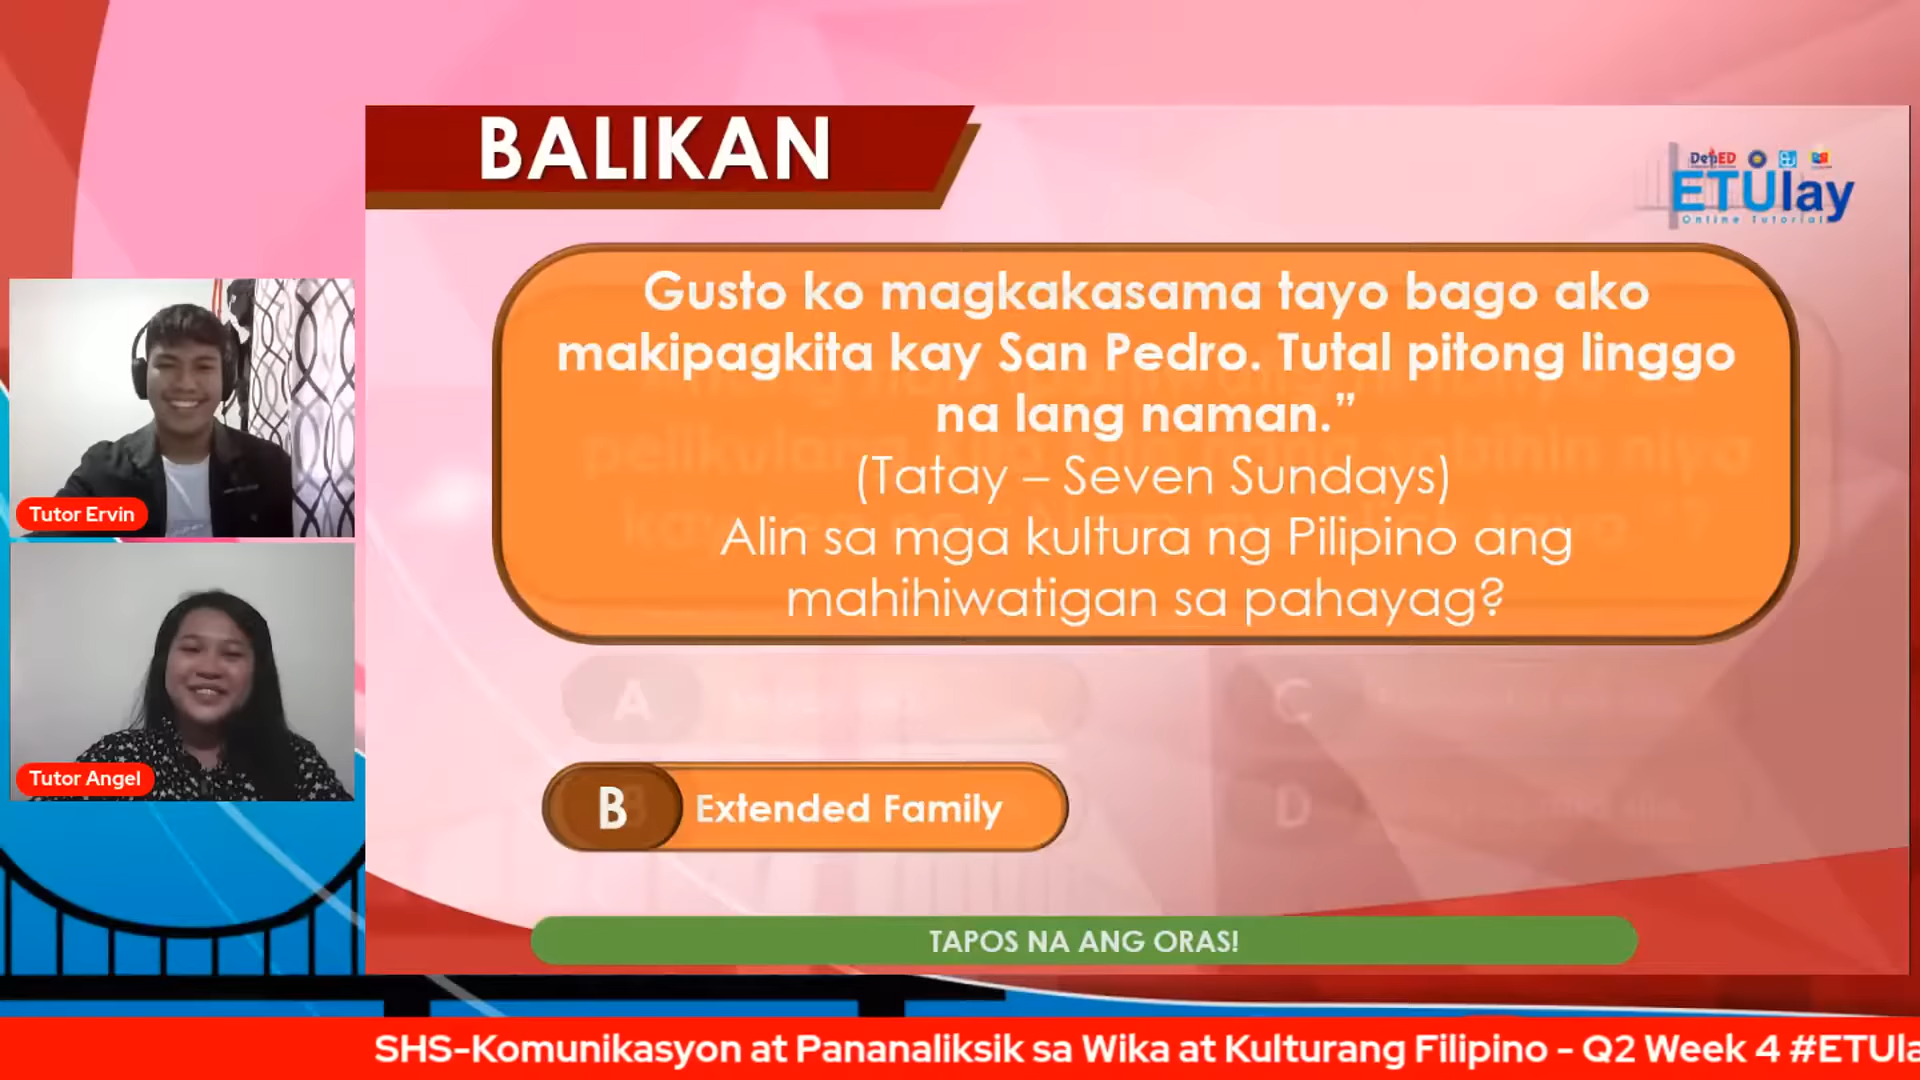 BALIKAN
DepED
ETUlay
Online Tutorial
Gusto ko magkakasama tayo bago ako
makipagkita kay San Pedro. Tutal pitong linggo
na lang naman.”
(Tatay – Seven Sundays)
Alin sa mga kultura ng Pilipino ang
mahihiwatigan sa pahayag?
A
C
B Extended Family
D
TAPOS NA ANG ORAS!
Tutor Ervin
Tutor Angel
SHS-Komunikasyon at Pananaliksik sa Wika at Kulturang Filipino - Q2 Week 4 #ETUla